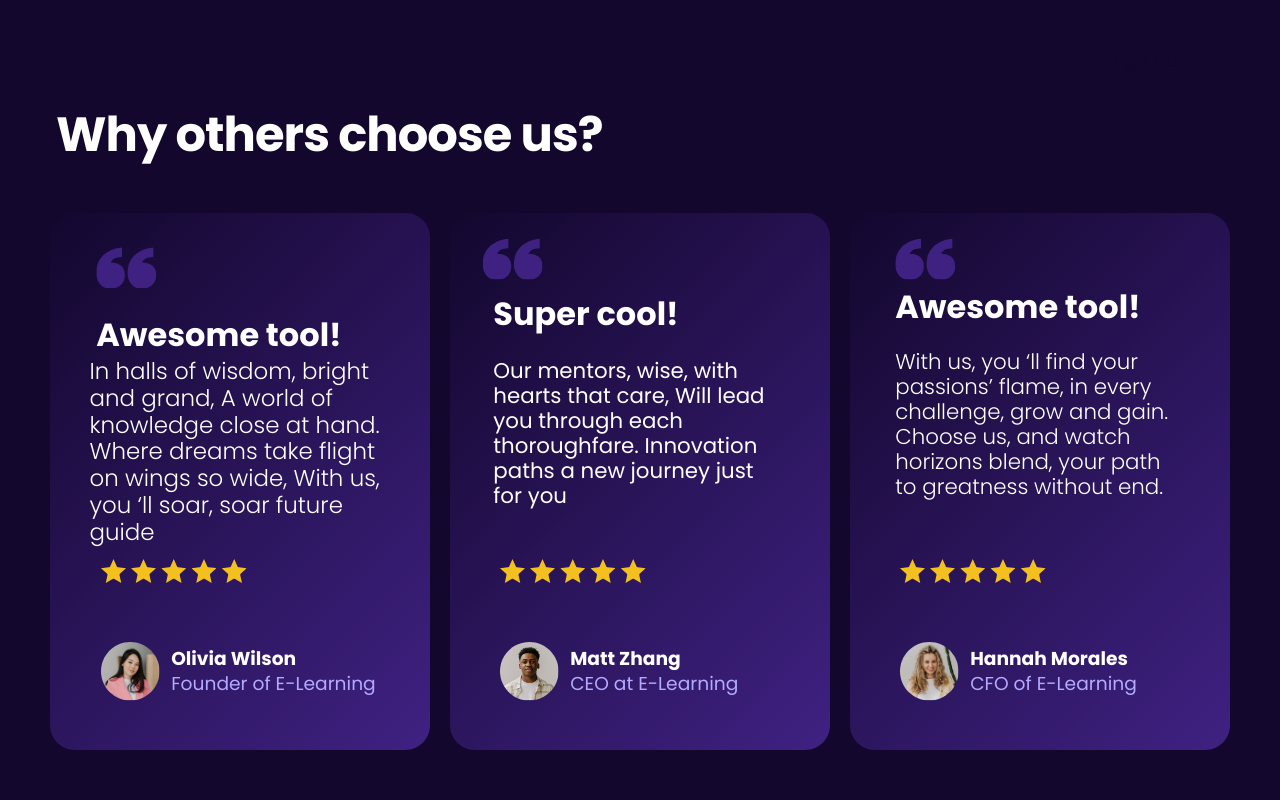 Why others choose us?
Awesome tool!
In halls of wisdom, bright
and grand, A world of
knowledge close at hand.
Where dreams take flight
on wings so wide, With us,
you ‘ll soar, soar future
guide
Olivia Wilson
Founder of E-Learning
Super cool!
Our mentors, wise, with
hearts that care, Will lead
you through each
thoroughfare. Innovation
paths a new journey just
for you
Matt Zhang
CEO at E-Learning
Awesome tool!
With us, you ‘ll find your
passions’ flame, in every
challenge, grow and gain.
Choose us, and watch
horizons blend, your path
to greatness without end.
Hannah Morales
CFO of E-Learning